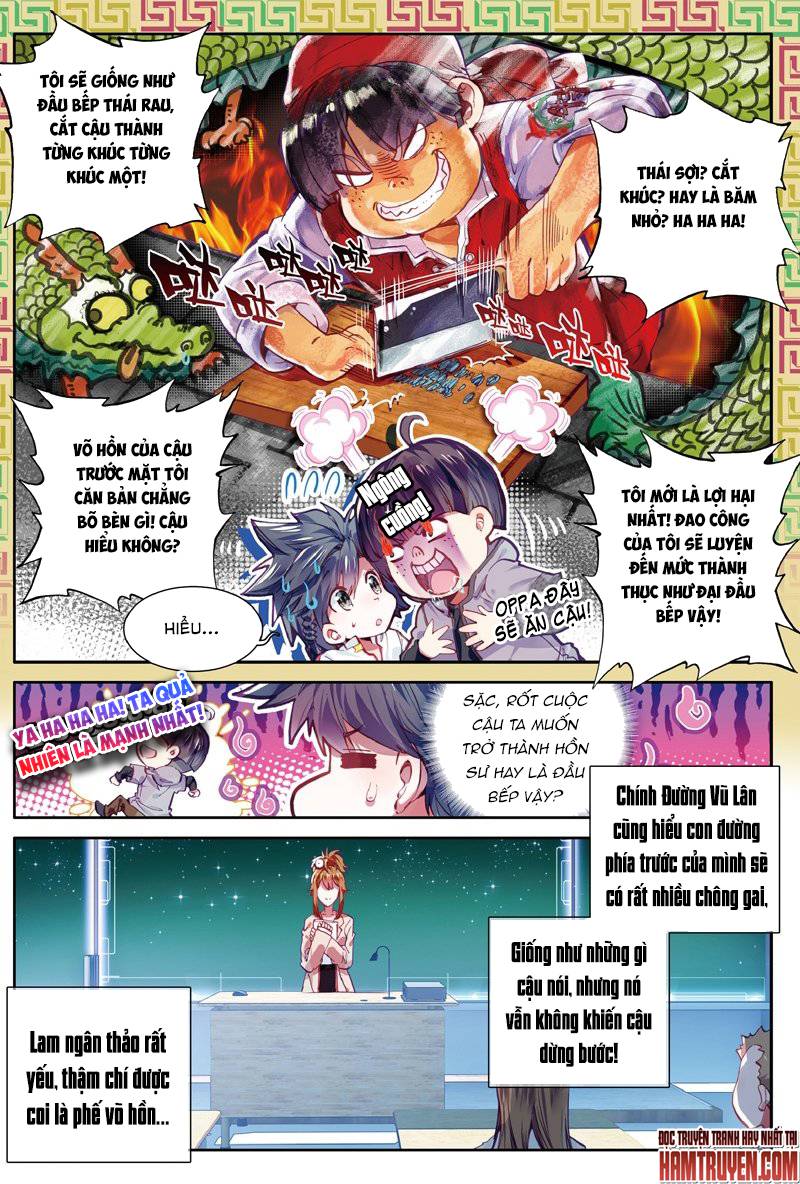 TÔI SẼ GIỐNG NHƯ
ĐẦU BẾP THÁI RAU,
CẮT CẬU THÀNH
TỪNG KHÚC TỪNG
KHÚC MỘT!
THÁI SỢI? CẮT
KHÚC? HAY LÀ BĂM
NHỎ? HA HA HA!
VÕ HỒN CỦA CẬU
TRƯỚC MẶT TÔI
CĂN BẢN CHẲNG
BÕ BÈN GÌ! CẬU
HIỂU KHÔNG?
Ngông
cuồng!
TÔI MỚI LÀ LỢI HẠI
NHẤT! ĐAO CÔNG
CỦA TÔI SẼ LUYỆN
ĐẾN MỨC THÀNH
THỤC NHƯ ĐẠI ĐẦU
BẾP VẬY!
OPPA ĐÂY
SẼ ĂN CẬU!
HIỂU...
YA HA HA HA! TA QUẢ
NHIÊN LÀ MẠNH NHẤT!
SẶC, RỐT CUỘC
CẬU TA MUỐN
TRỞ THÀNH HỒN
SƯ HAY LÀ ĐẦU
BẾP VẬY?
Chính Đường Vũ Lân
cũng hiểu con đường
phía trước của mình sẽ
có rất nhiều chông gai,
Giống như những gì
cậu nói, nhưng nó
vẫn không khiến cậu
dừng bước!
Lam ngân thảo rất
yếu, thậm chí được
coi là phế võ hồn...
ĐỌC TRUYỆN TRANH HAY NHẤT TẠI
HAMTRUYEN.COM